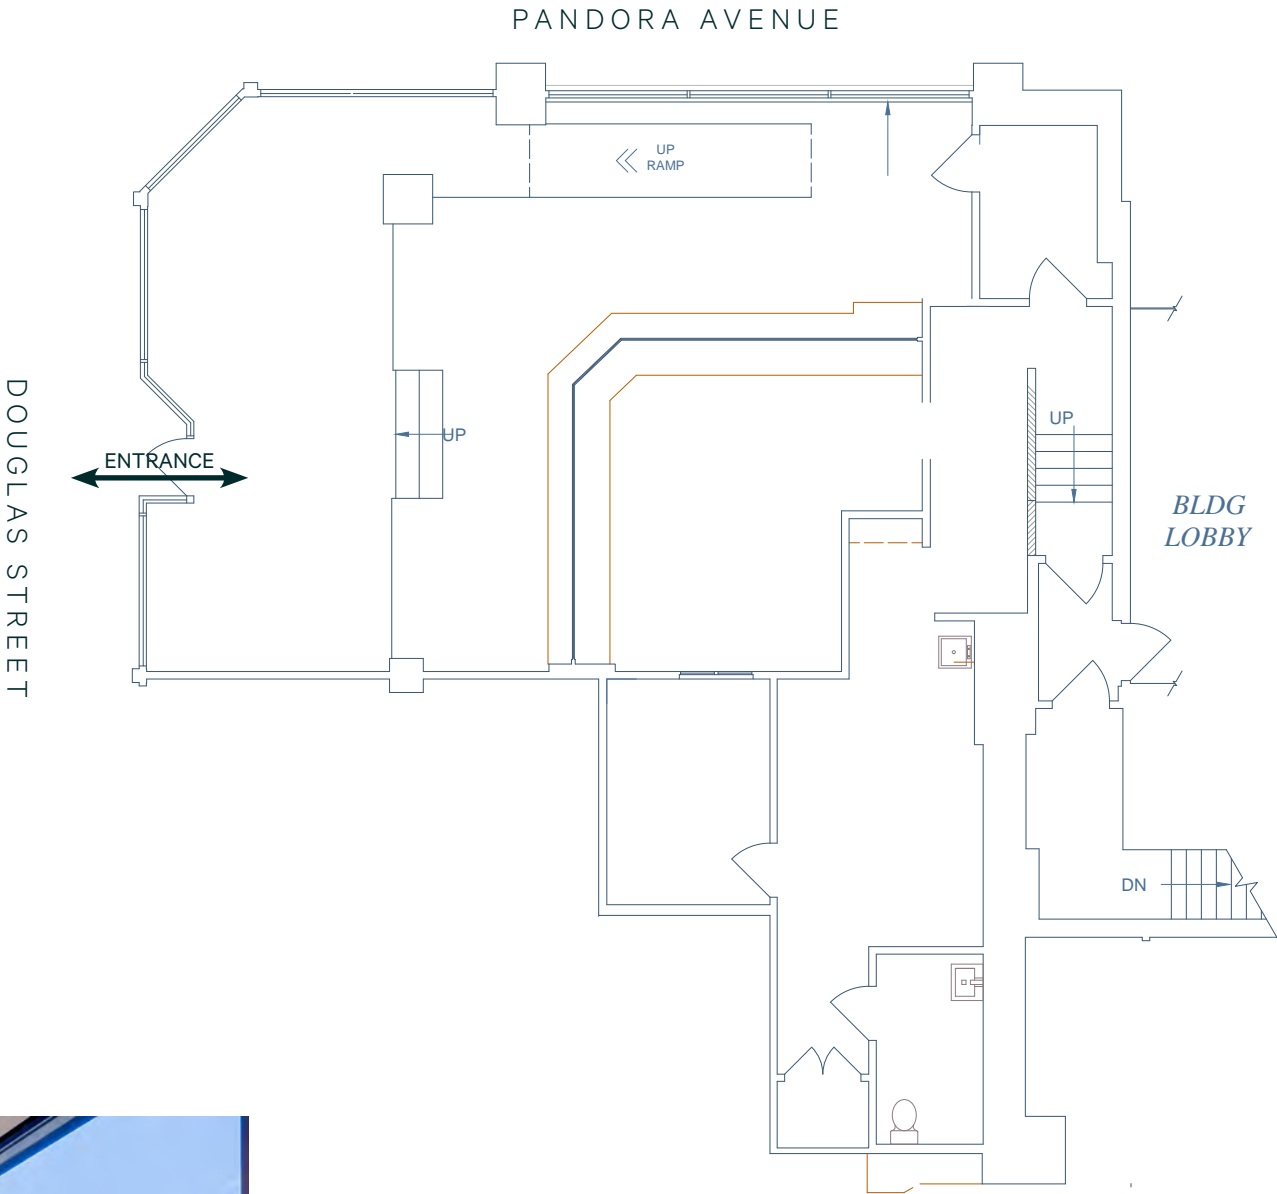 PANDORA AVENUE
UP
RAMP
DOUGLAS STREET
ENTRANCE
UP
UP
BLDG
LOBBY
DN